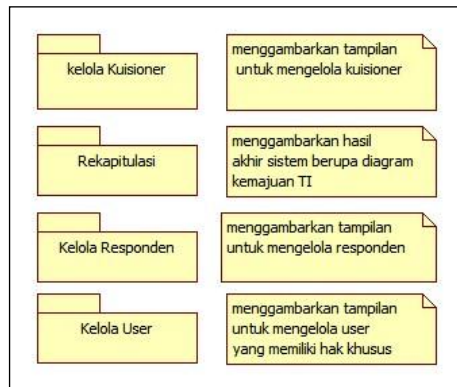 kelola Kuisioner
menggambarkan tampilan
untuk mengelola kuisioner
Rekapitulasi
menggambarkan hasil
akhir sistem berupa diagram
kemajuan TI
Kelola Responden
menggambarkan tampilan
untuk mengelola responden
Kelola User
menggambarkan tampilan
untuk mengelola user
yang memiliki hak khusus